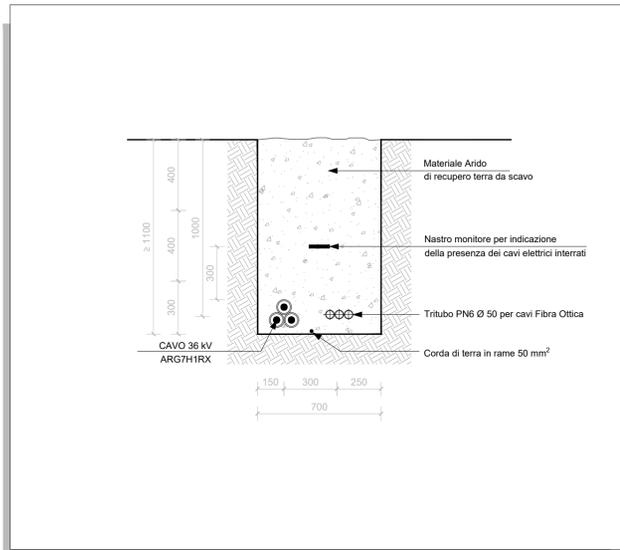 Materiale Arido
di recupero terra da scavo
400
≥ 1100
1000
400
Nastro monitore per indicazione
della presenza dei cavi elettrici interrati
300
300
Tritubo PN6 Ø 50 per cavi Fibra Ottica
CAVO 36 kV
ARG7H1RX
Corda di terra in rame 50 mm²
150
300
250
700